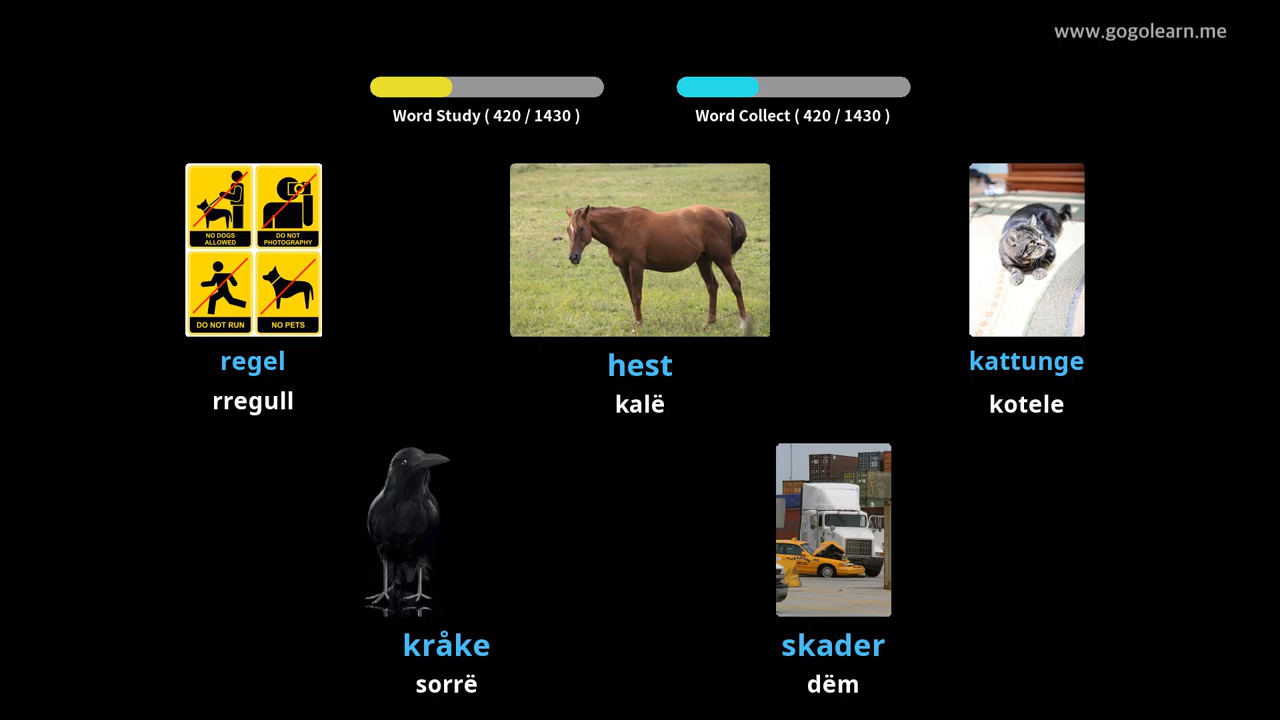 www.gogolearn.me
Word Study ( 420 / 1430 )
Word Collect ( 420 / 1430 )
NO DOGS
ALLOWED
DO NOT
PHOTOGRAPHY
DO NOT RUN
NO PETS
regel
rregull
hest
kalë
kattunge
kotele
kråke
sorrë
skader
dëm